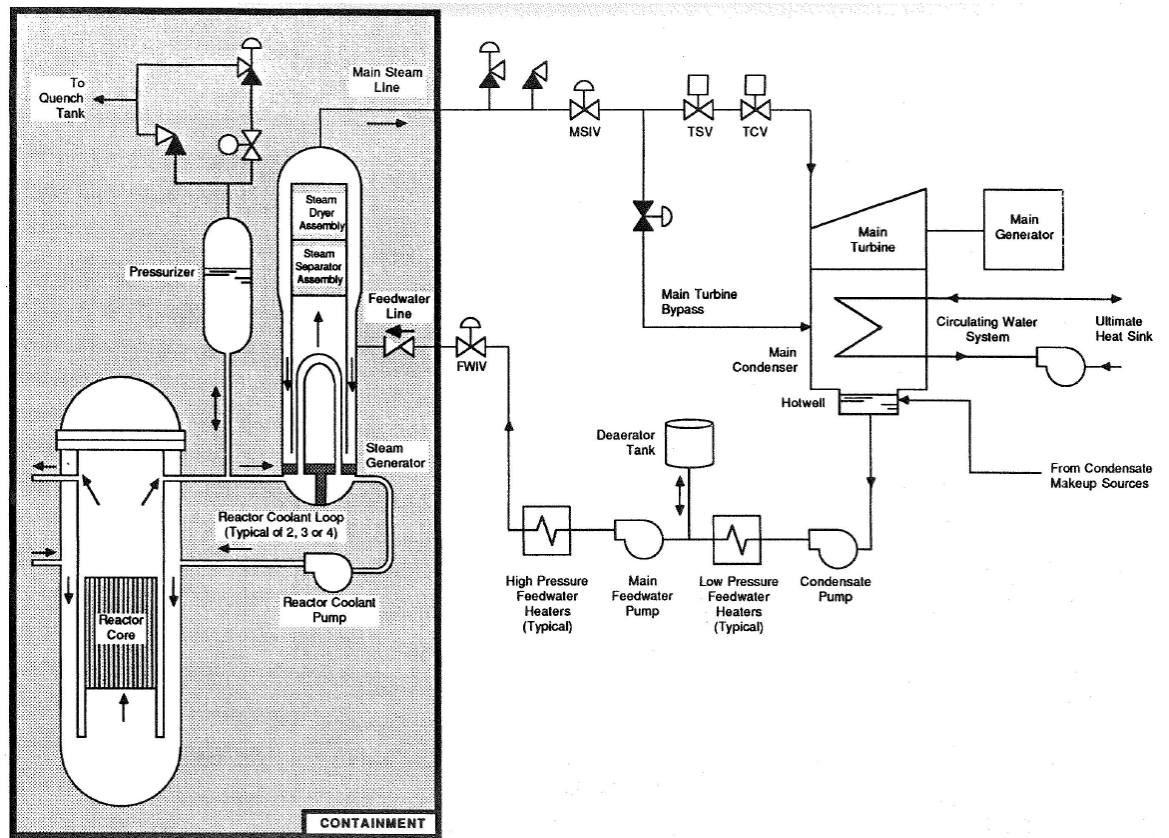 To
Quench
Tank
Main Steam
Line
MSIV
TSV
TCV
Steam
Dryer
Assembly
Steam
Separator
Assembly
Main
Turbine
Main
Generator
Pressurizer
Feedwater
Line
FWIV
Main Turbine
Bypass
Main
Condenser
Circulating Water
System
Ultimate
Heat Sink
Hotwell
Deaerator
Tank
Steam
Generator
From Condensate
Makeup Sources
Reactor Coolant Loop
(Typical of 2, 3 or 4)
High Pressure
Feedwater
Heaters
(Typical)
Main
Feedwater
Pump
Low Pressure
Feedwater
Heaters
(Typical)
Condensate
Pump
Reactor Coolant
Pump
Reactor
Core
CONTAINMENT